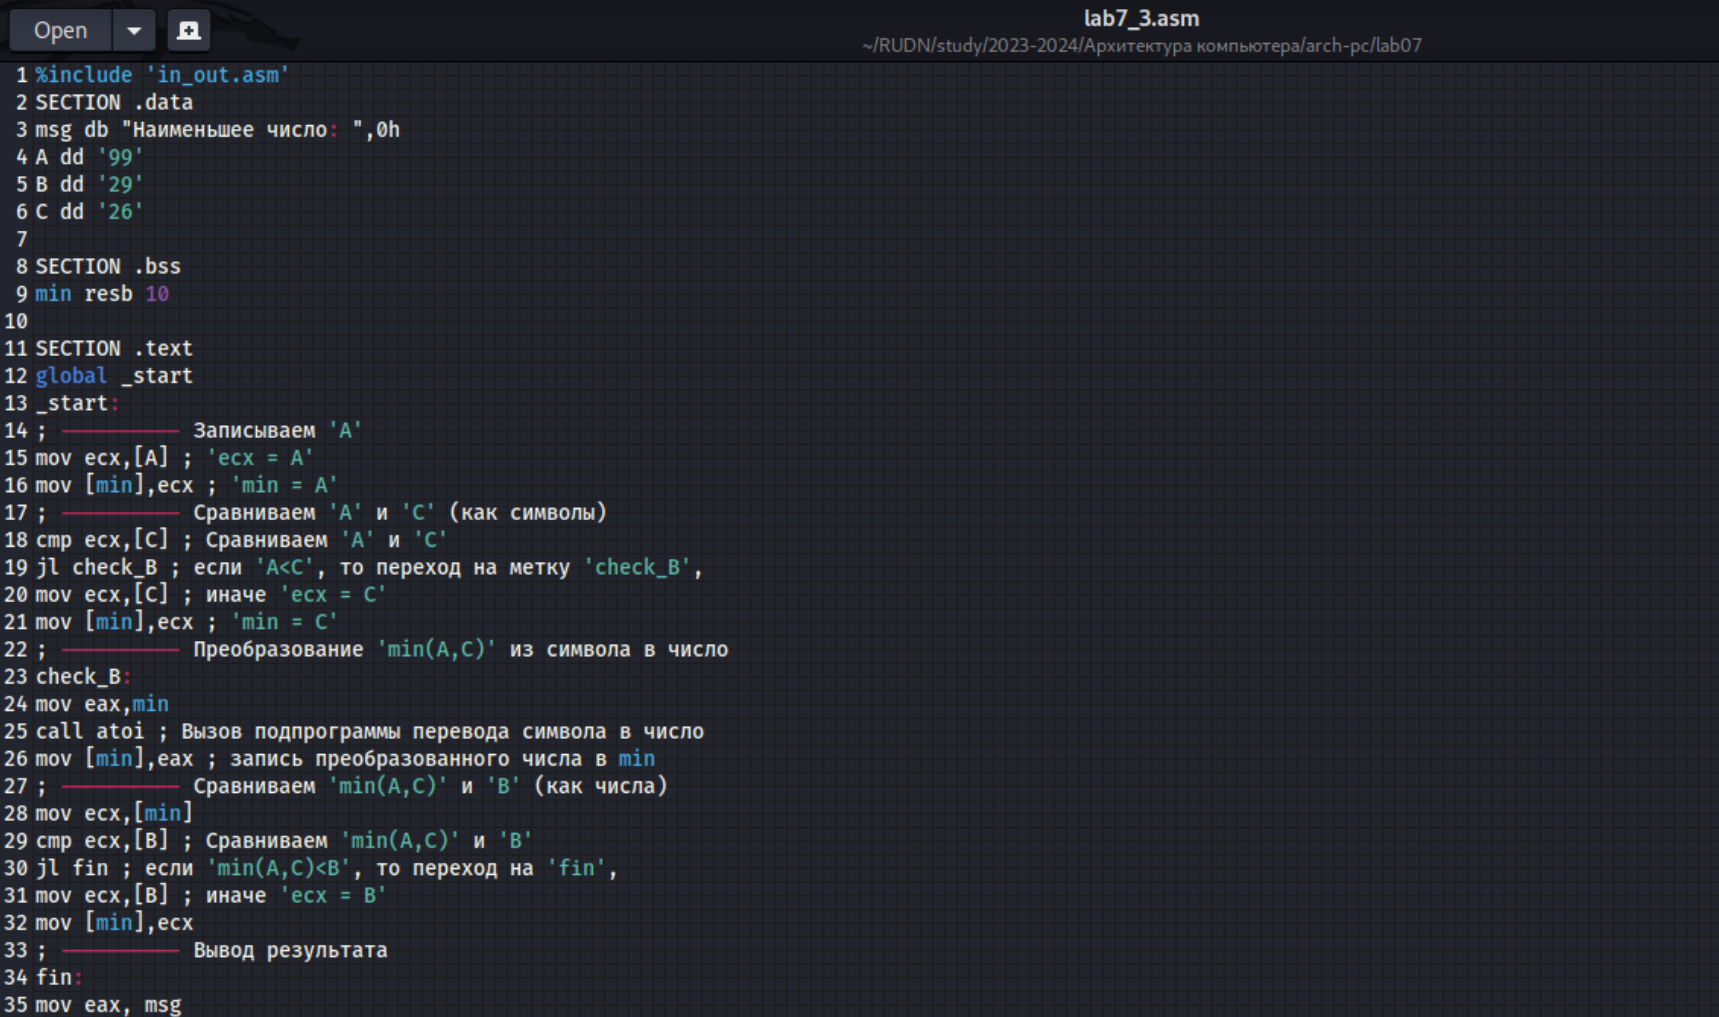 Open
lab7_3.asm
~/RUDN/study/2023-2024/Архитектура компьютера/arch-pc/lab07
1 %include 'in_out.asm'
2 SECTION .data
3 msg db "Наименьшее число: ",0h
4 A dd '99'
5 B dd '29'
6 C dd '26'
7
8 SECTION .bss
9 min resb 10
10
11 SECTION .text
12 global _start
13 _start:
14 ; ---------- Записываем 'A'
15 mov ecx,[A] ; 'ecx = A'
16 mov [min],ecx ; 'min = A'
17 ; ---------- Сравниваем 'A' и 'C' (как символы)
18 cmp ecx,[C] ; Сравниваем 'A' и 'C'
19 jl check_B ; если 'A<C', то переход на метку 'check_B',
20 mov ecx,[C] ; иначе 'ecx = C'
21 mov [min],ecx ; 'min = C'
22 ; ---------- Преобразование 'min(A,C)' из символа в число
23 check_B:
24 mov eax,min
25 call atoi ; Вызов подпрограммы перевода символа в число
26 mov [min],eax ; запись преобразованного числа в min
27 ; ---------- Сравниваем 'min(A,C)' и 'B' (как числа)
28 mov ecx,[min]
29 cmp ecx,[B] ; Сравниваем 'min(A,C)' и 'B'
30 jl fin ; если 'min(A,C)<B', то переход на 'fin',
31 mov ecx,[B] ; иначе 'ecx = B'
32 mov [min],ecx
33 ; ---------- Вывод результата
34 fin:
35 mov eax, msg